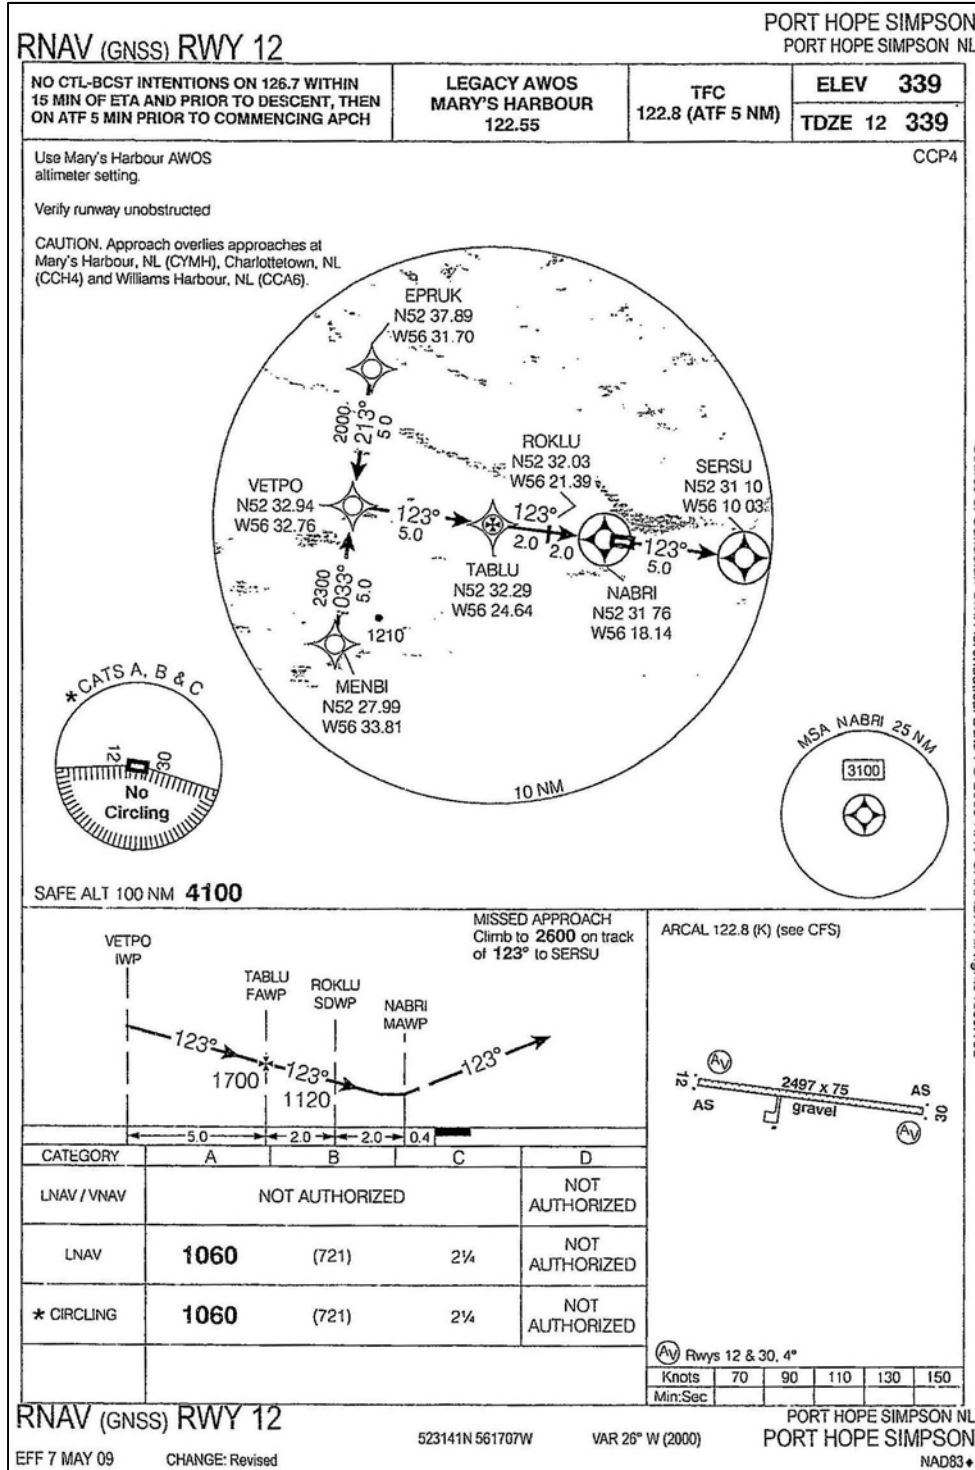 PORT HOPE SIMPSON
RNAV (GNSS) RWY 12
PORT HOPE SIMPSON NL
NO CTL-BCST INTENTIONS ON 126.7 WITHIN
15 MIN OF ETA AND PRIOR TO DESCENT, THEN
ON ATF 5 MIN PRIOR TO COMMENCING APCH
LEGACY AWOS
MARY'S HARBOUR
122.55
TFC
122.8 (ATF 5 NM)
ELEV 339
TDZE 12 339
CCP4
Use Mary's Harbour AWOS
altimeter setting.
Verify runway unobstructed
CAUTION. Approach overlies approaches at
Mary's Harbour, NL (CYMH), Charlottetown, NL
(CCH4) and Williams Harbour, NL (CCA6).
EPRUK
N52 37.89
W56 31.70
2000
213°
5.0
ROKLU
N52 32.03
W56 21.39
SERSU
N52 31 10
W56 10 03
VETPO
N52 32.94
W56 32.76
123°
5.0
123°
2.0
2.0
123°
5.0
TABLU
N52 32.29
W56 24.64
NABRI
N52 31 76
W56 18.14
2300
033°
5.0
1210
MENBI
N52 27.99
W56 33.81
10 NM
* CATS A, B & C
12
30
No
Circling
MSA NABRI 25 NM
3100
SAFE ALT 100 NM 4100
MISSED APPROACH
Climb to 2600 on track
of 123° to SERSU
VETPO
IWP
TABLU
FAWP
ROKLU
SDWP
NABRI
MAWP
123°
1700
123°
1120
123°
5.0
2.0
2.0
0.4
ARCAL 122.8 (K) (see CFS)
12
AV
AS
2497 x 75
gravel
AS
30
AV
CATEGORY A B C D
LNAV / VNAV NOT AUTHORIZED NOT AUTHORIZED
LNAV 1060 (721) 2¼ NOT AUTHORIZED
* CIRCLING 1060 (721) 2¼ NOT AUTHORIZED
AV Rwys 12 & 30, 4°
Knots 70 90 110 130 150
Min:Sec
RNAV (GNSS) RWY 12
PORT HOPE SIMPSON NL
523141N 561707W
VAR 26° W (2000)
PORT HOPE SIMPSON
EFF 7 MAY 09
CHANGE: Revised
NAD83